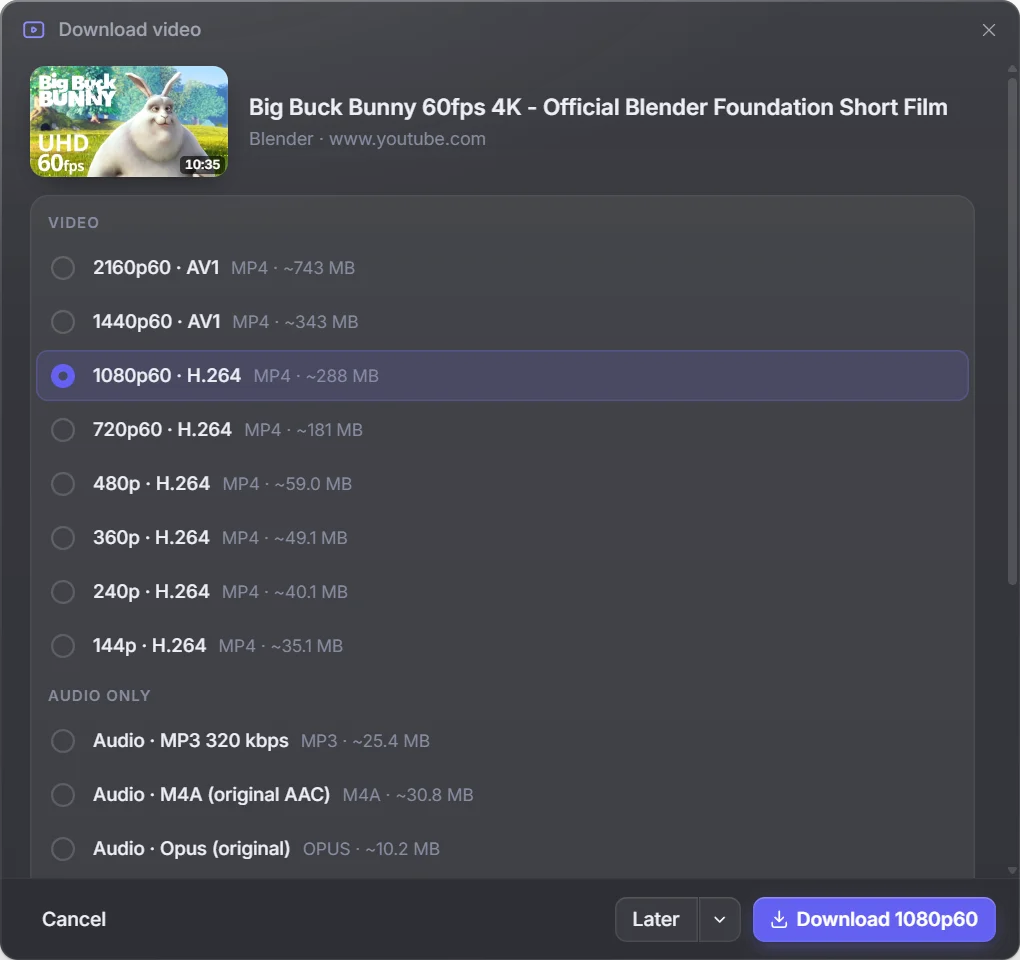 Download video
Big Buck
BUNNY
UHD
60fps
10:35
Big Buck Bunny 60fps 4K - Official Blender Foundation Short Film
Blender · www.youtube.com
VIDEO
2160p60 · AV1 MP4 · ~743 MB
1440p60 · AV1 MP4 · ~343 MB
1080p60 · H.264 MP4 · ~288 MB
720p60 · H.264 MP4 · ~181 MB
480p · H.264 MP4 · ~59.0 MB
360p · H.264 MP4 · ~49.1 MB
240p · H.264 MP4 · ~40.1 MB
144p · H.264 MP4 · ~35.1 MB
AUDIO ONLY
Audio · MP3 320 kbps MP3 · ~25.4 MB
Audio · M4A (original AAC) M4A · ~30.8 MB
Audio · Opus (original) OPUS · ~10.2 MB
Cancel
Later
Download 1080p60